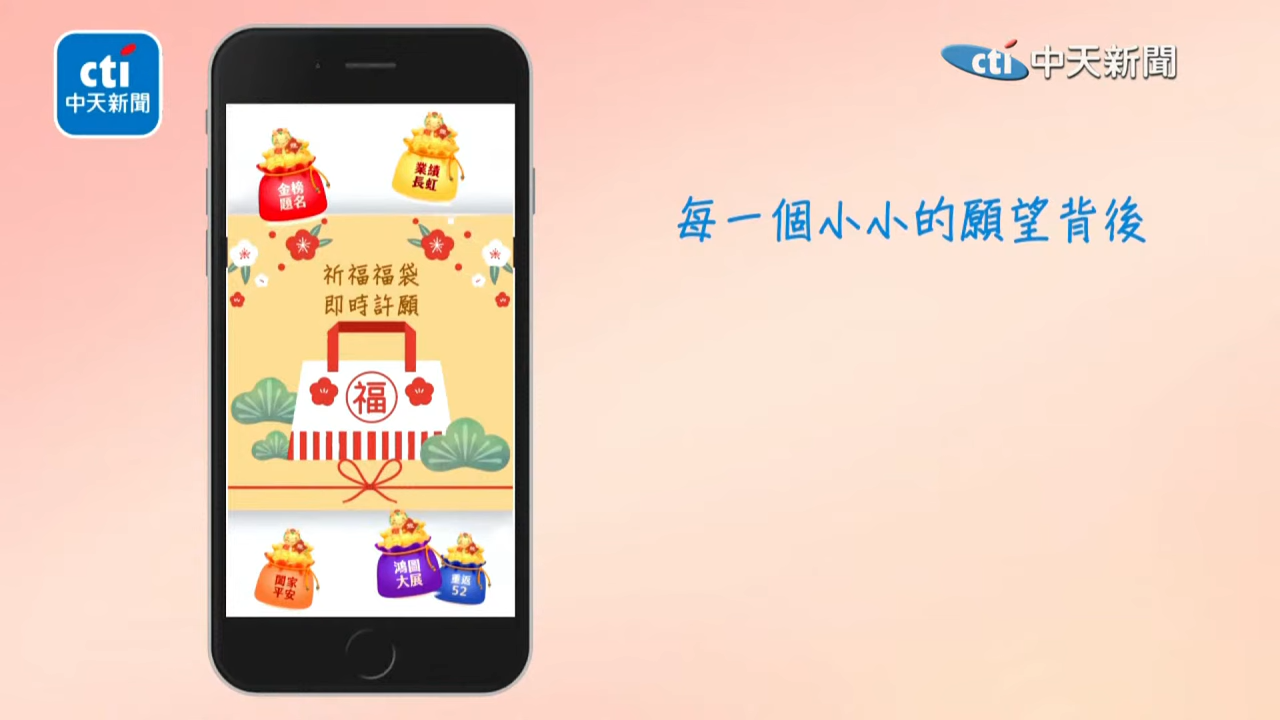 cti
中天新聞
cti 中天新聞
金榜
題名
業績
長虹
每一個小小的願望背後
祈福福袋
即時許願
福
闔家
平安
鴻圖
大展
重返
52